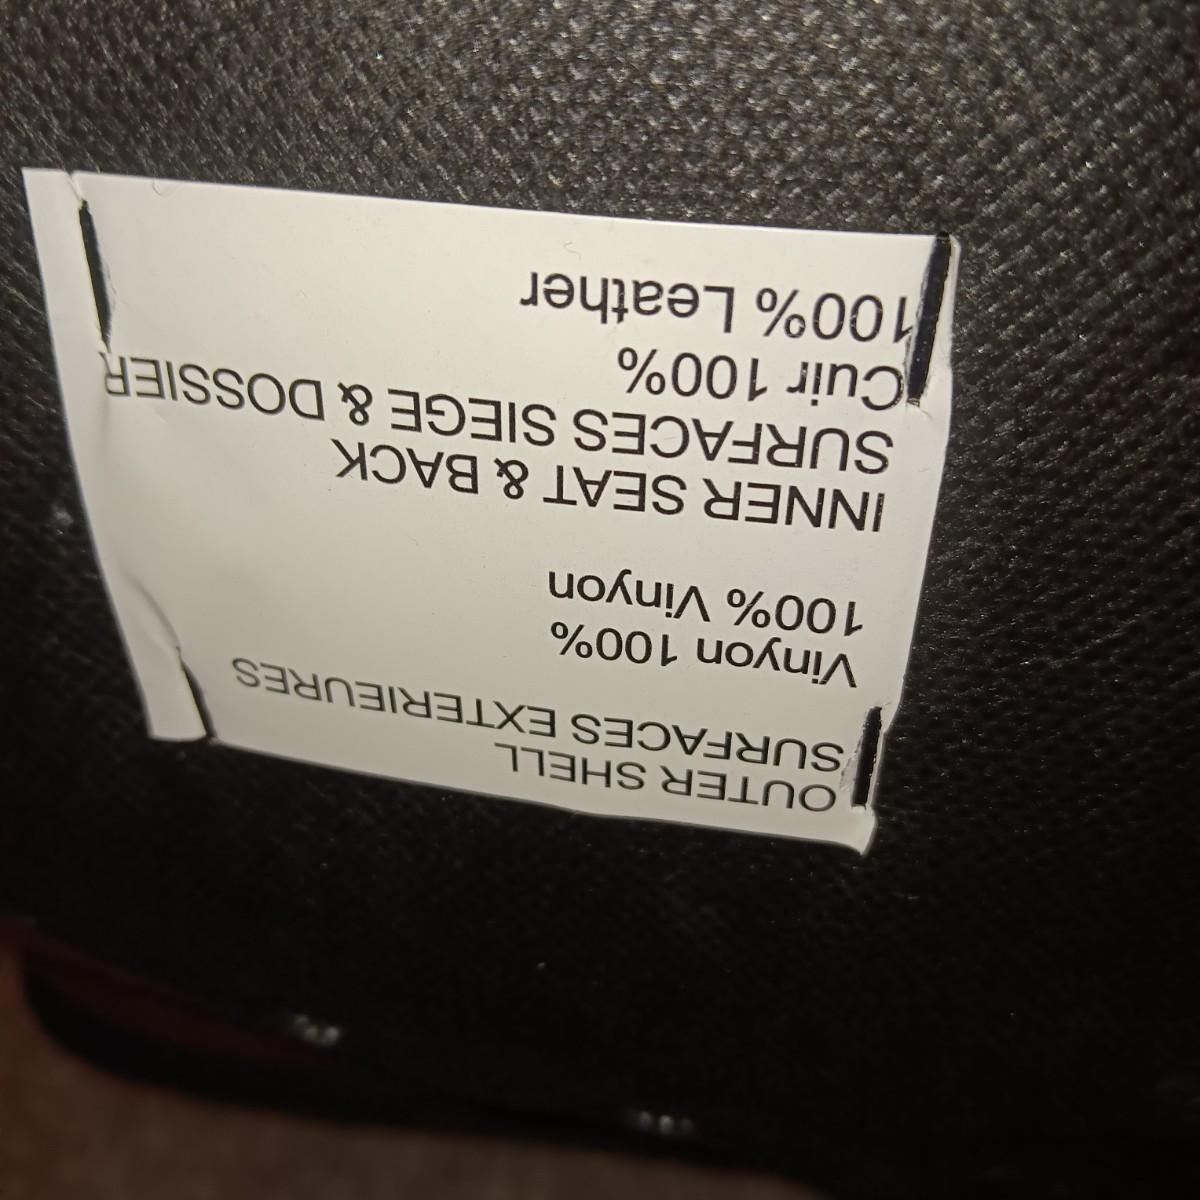 OUTER SHELL
SURFACES EXTERIEURES
Vinyon 100%
100% Vinyon
INNER SEAT & BACK
SURFACES SIEGE & DOSSIER
Cuir 100%
100% Leather